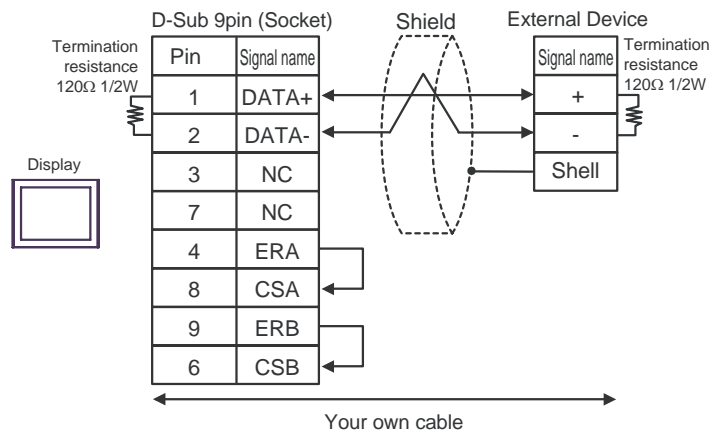 D-Sub 9pin (Socket)
Shield
External Device
Termination
resistance
120Ω 1/2W
Pin
Signal name
Signal name
Termination
resistance
120Ω 1/2W
1
DATA+
+
2
DATA-
-
Display
3
NC
Shell
7
NC
4
ERA
8
CSA
9
ERB
6
CSB
Your own cable